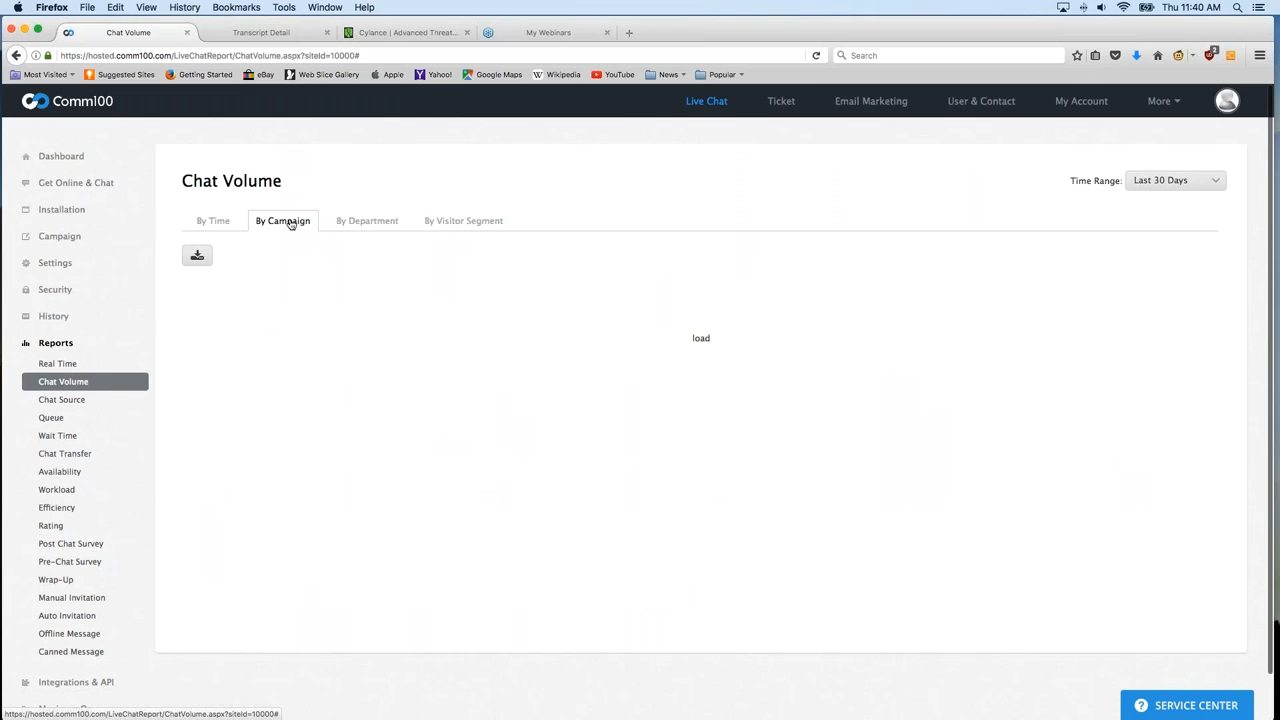 Firefox File Edit View History Bookmarks Tools Window Help Thu 11:40 AM
Chat Volume Transcript Detail Cylance | Advanced Threat... My Webinars
https://hosted.comm100.com/LiveChatReport/ChatVolume.aspx?siteId=10000# Search
Most Visited Suggested Sites Getting Started eBay Web Slice Gallery Apple Yahoo! Google Maps Wikipedia YouTube News Popular
Comm100 Live Chat Ticket Email Marketing User & Contact My Account More
Dashboard
Get Online & Chat
Installation
Campaign
Settings
Security
History
Reports
Real Time
Chat Volume
Chat Source
Queue
Wait Time
Chat Transfer
Availability
Workload
Efficiency
Rating
Post Chat Survey
Pre-Chat Survey
Wrap-Up
Manual Invitation
Auto Invitation
Offline Message
Canned Message
Integrations & API
Chat Volume
Time Range: Last 30 Days
By Time By Campaign By Department By Visitor Segment
load
https://hosted.comm100.com/LiveChatReport/ChatVolume.aspx?siteId=10000#
SERVICE CENTER